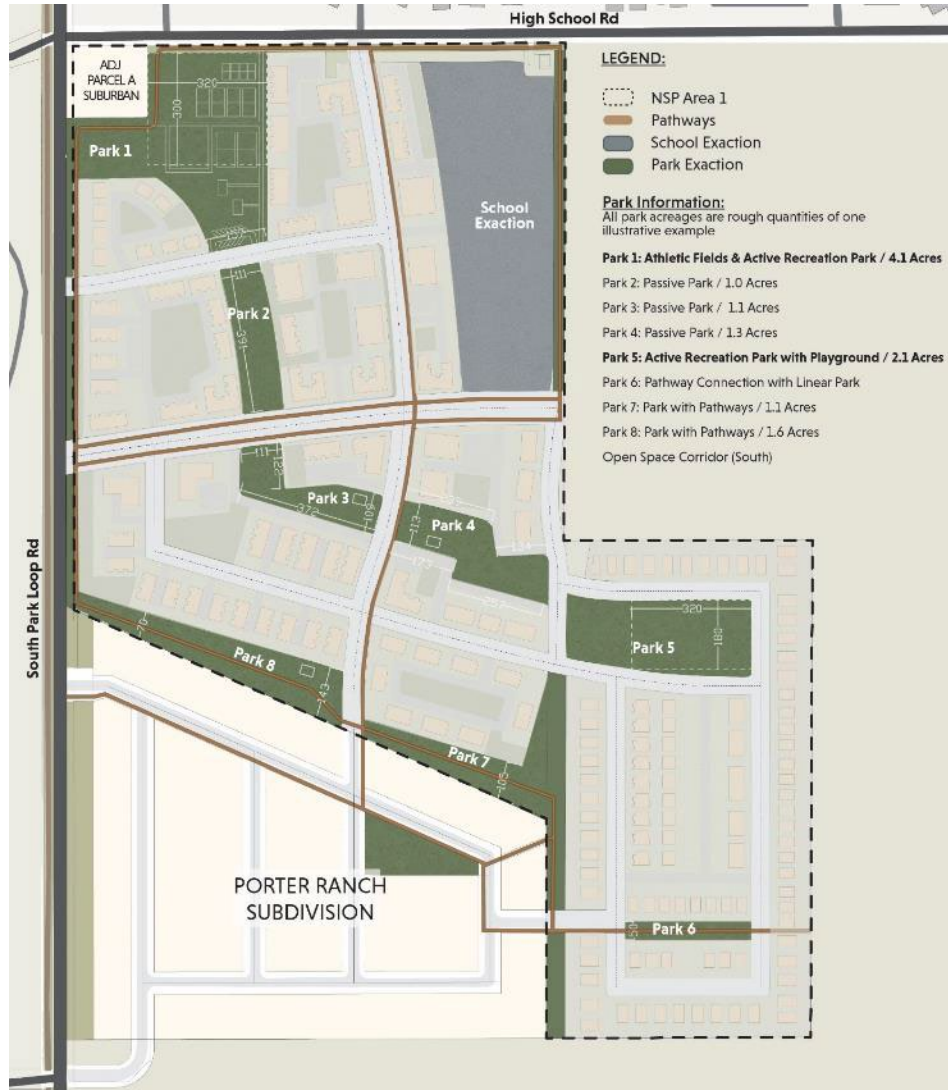 High School Rd
ADJ
PARCEL A
SUBURBAN
LEGEND:
NSP Area 1
Pathways
School Exaction
Park Exaction
Park Information:
All park acreages are rough quantities of one
illustrative example
Park 1: Athletic Fields & Active Recreation Park / 4.1 Acres
Park 2: Passive Park / 1.0 Acres
Park 3: Passive Park / 1.1 Acres
Park 4: Passive Park / 1.3 Acres
Park 5: Active Recreation Park with Playground / 2.1 Acres
Park 6: Pathway Connection with Linear Park
Park 7: Park with Pathways / 1.1 Acres
Park 8: Park with Pathways / 1.6 Acres
Open Space Corridor (South)
320
300
Park 1
School
Exaction
111
Park 2
391
111
122
Park 3
372
109
113
Park 4
South Park Loop Rd
320
180
Park 5
70
Park 8
143
Park 7
105
PORTER RANCH
SUBDIVISION
50
Park 6